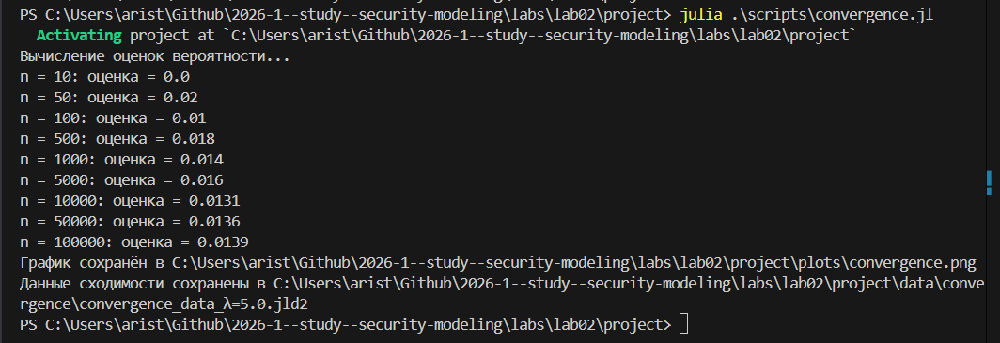 PS C:\Users\arist\Github\2026-1--study--security-modeling\labs\lab02\project> julia .\scripts\convergence.jl
  Activating project at `C:\Users\arist\Github\2026-1--study--security-modeling\labs\lab02\project`
Вычисление оценок вероятности...
n = 10: оценка = 0.0
n = 50: оценка = 0.02
n = 100: оценка = 0.01
n = 500: оценка = 0.018
n = 1000: оценка = 0.014
n = 5000: оценка = 0.016
n = 10000: оценка = 0.0131
n = 50000: оценка = 0.0136
n = 100000: оценка = 0.0139
График сохранён в C:\Users\arist\Github\2026-1--study--security-modeling\labs\lab02\project\plots\convergence.png
Данные сходимости сохранены в C:\Users\arist\Github\2026-1--study--security-modeling\labs\lab02\project\data\conve
rgence\convergence_data_λ=5.0.jld2
PS C:\Users\arist\Github\2026-1--study--security-modeling\labs\lab02\project>